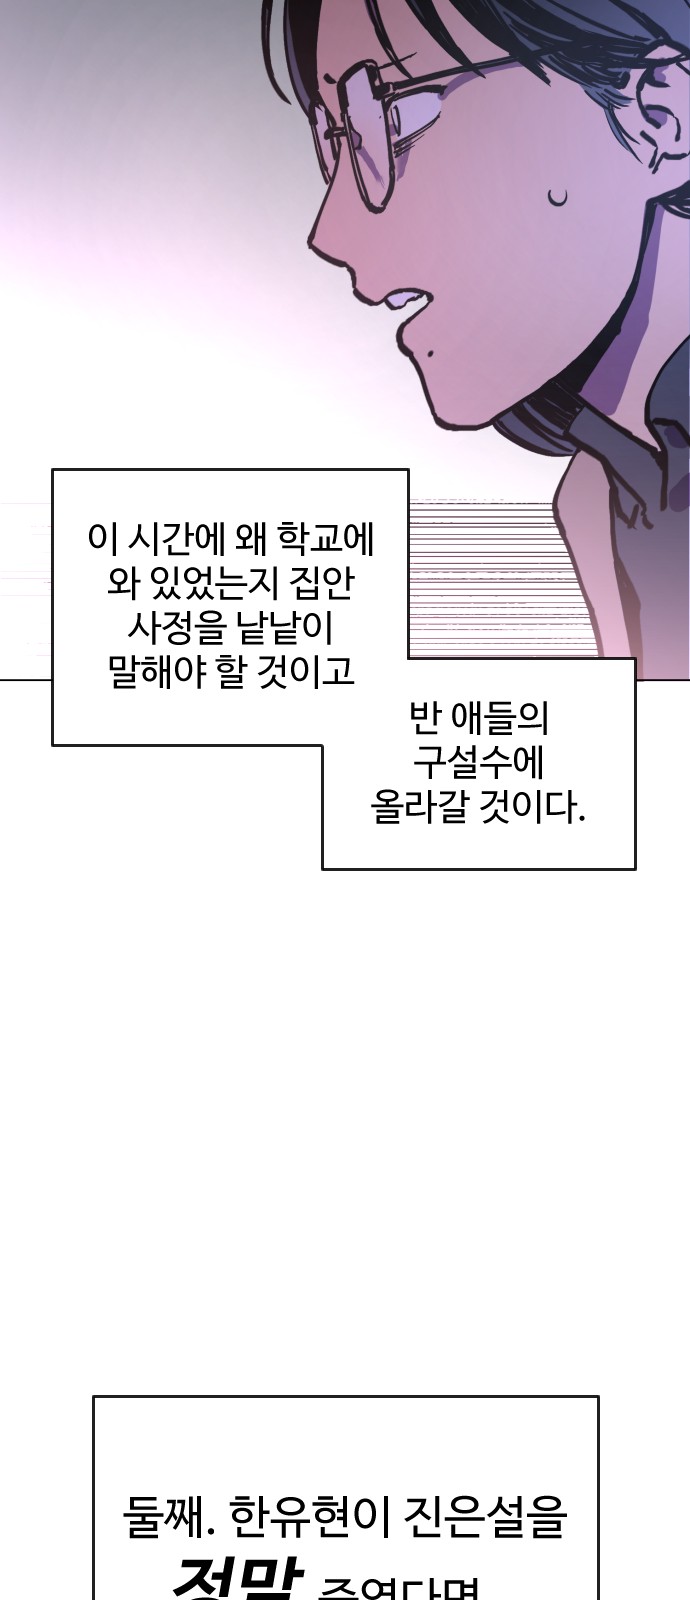 이 시간에 왜 학교에
와 있었는지 집안
사정을 낱낱이
말해야 할 것이고
반 애들의
구설수에
올라갈 것이다.
둘째. 한유현이 진은설을
정말